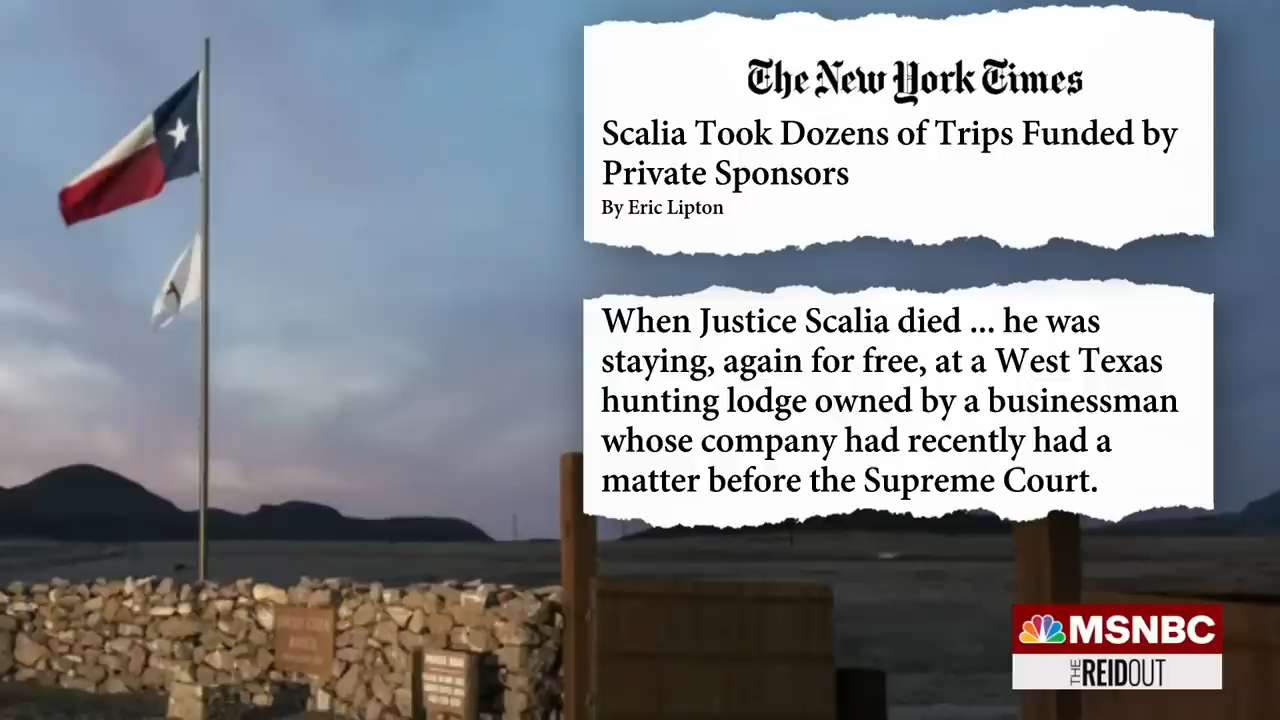 The New York Times
Scalia Took Dozens of Trips Funded by
Private Sponsors
By Eric Lipton
When Justice Scalia died ... he was
staying, again for free, at a West Texas
hunting lodge owned by a businessman
whose company had recently had a
matter before the Supreme Court.
MSNBC
THE REIDOUT